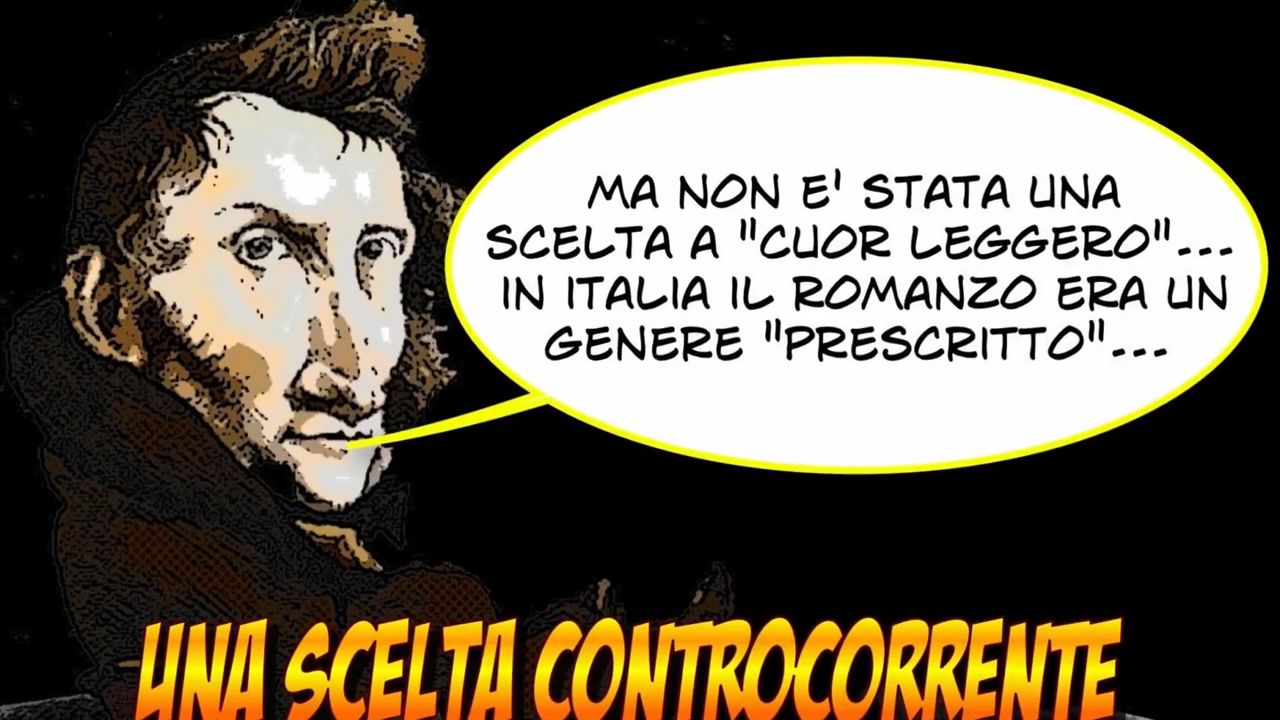 MA NON E' STATA UNA
SCELTA A "CUOR LEGGERO"...
IN ITALIA IL ROMANZO ERA UN
GENERE "PRESCRITTO"...
UNA SCELTA CONTROCORRENTE